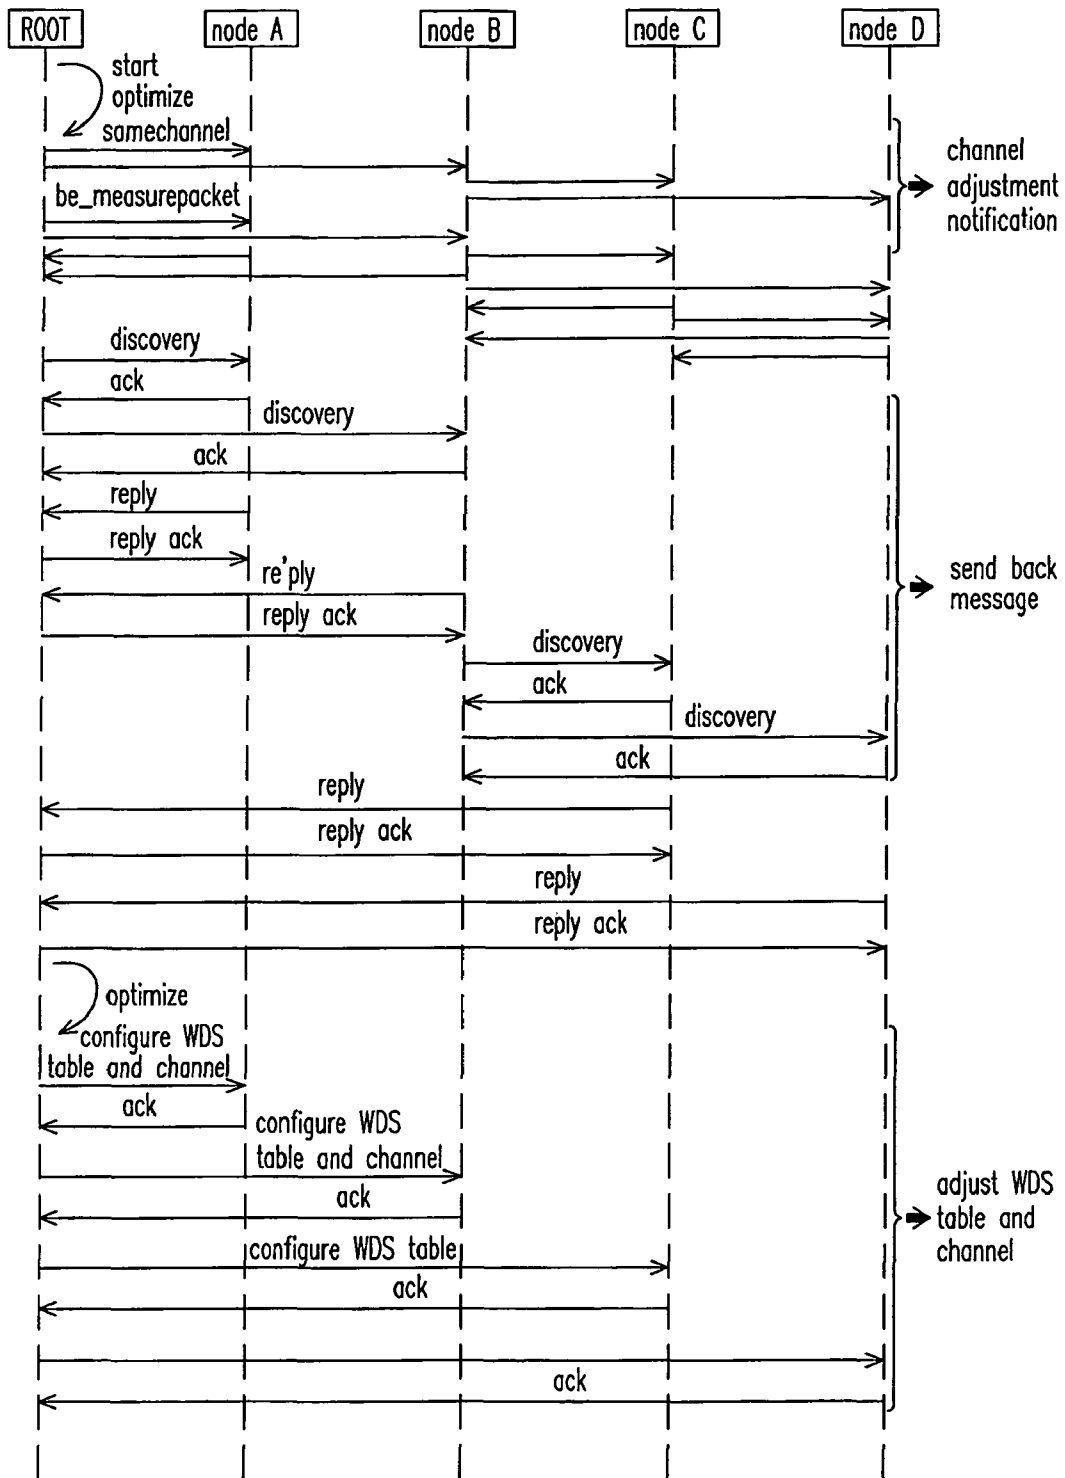 ROOT
node A
node B
node C
node D
start
optimize
samechannel
channel
adjustment
notification
be_measurepacket
discovery
ack
discovery
ack
reply
reply ack
re'ply
reply ack
send back
message
discovery
ack
discovery
ack
reply
reply ack
reply
reply ack
optimize
configure WDS
table and channel
ack
configure WDS
table and channel
ack
adjust WDS
table and
channel
configure WDS table
ack
ack